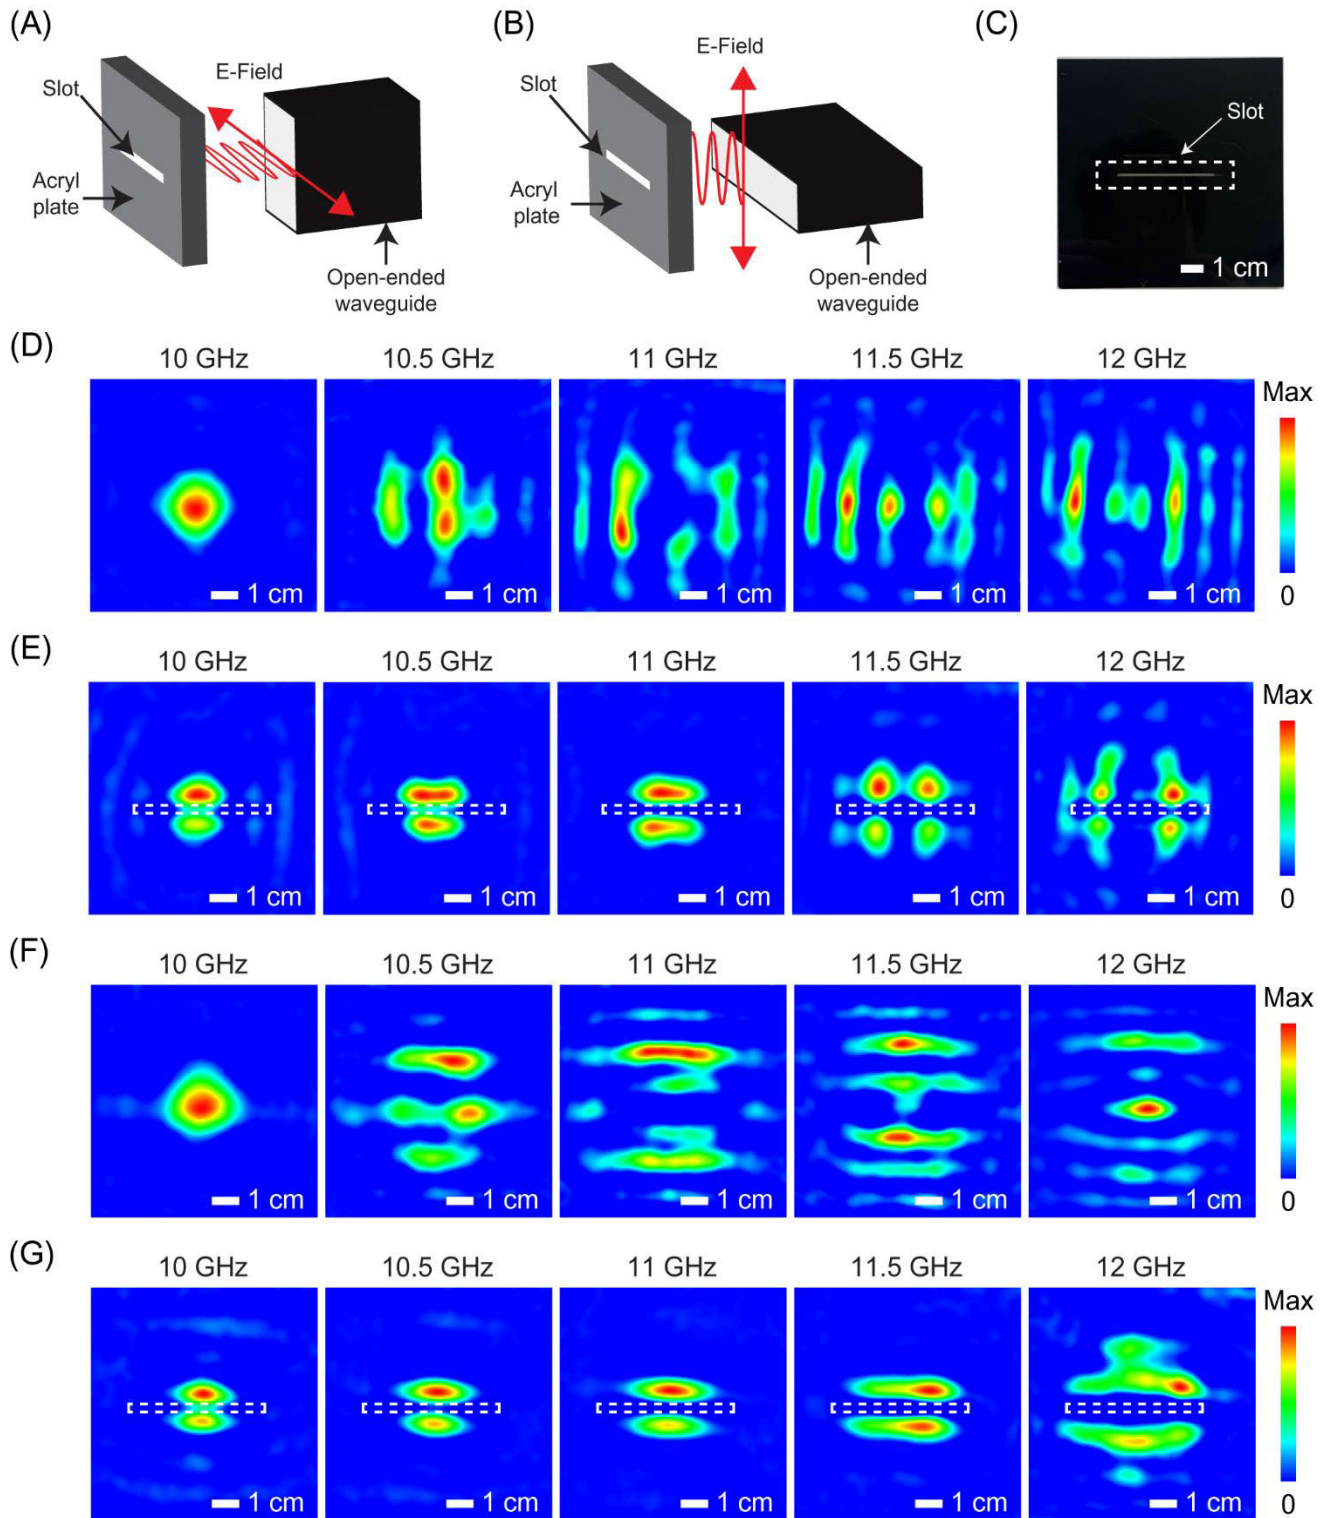 (A)
Slot
E-Field
Acryl
plate
Open-ended
waveguide
(B)
E-Field
Slot
Acryl
plate
Open-ended
waveguide
(C)
Slot
1 cm
(D)
10 GHz 10.5 GHz 11 GHz 11.5 GHz 12 GHz
Max
1 cm 1 cm 1 cm 1 cm 1 cm
0
(E)
10 GHz 10.5 GHz 11 GHz 11.5 GHz 12 GHz
Max
1 cm 1 cm 1 cm 1 cm 1 cm
0
(F)
10 GHz 10.5 GHz 11 GHz 11.5 GHz 12 GHz
Max
1 cm 1 cm 1 cm 1 cm 1 cm
0
(G)
10 GHz 10.5 GHz 11 GHz 11.5 GHz 12 GHz
Max
1 cm 1 cm 1 cm 1 cm 1 cm
0